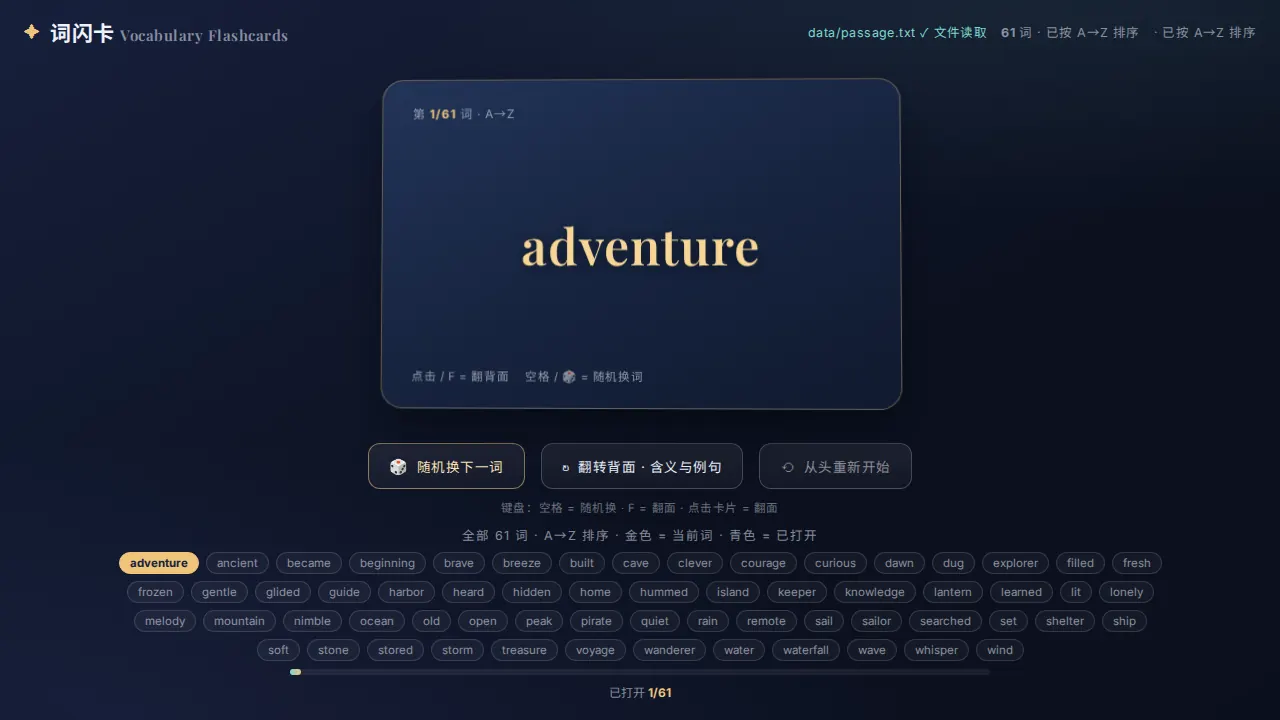 词闪卡 Vocabulary Flashcards
data/passage.txt ✓ 文件读取 61 词 · 已按 A→Z 排序 · 已按 A→Z 排序
第 1/61 词 · A→Z
adventure
点击 / F = 翻背面 空格 / 🎲 = 随机换词
🎲 随机换下一词
↻ 翻转背面 · 含义与例句
⟲ 从头重新开始
键盘：空格 = 随机换 · F = 翻面 · 点击卡片 = 翻面
全部 61 词 · A→Z 排序 · 金色 = 当前词 · 青色 = 已打开
adventure ancient became beginning brave breeze built cave clever courage curious dawn dug explorer filled fresh
frozen gentle glided guide harbor heard hidden home hummed island keeper knowledge lantern learned lit lonely
melody mountain nimble ocean old open peak pirate quiet rain remote sail sailor searched set shelter ship
soft stone stored storm treasure voyage wanderer water waterfall wave whisper wind
已打开 1/61